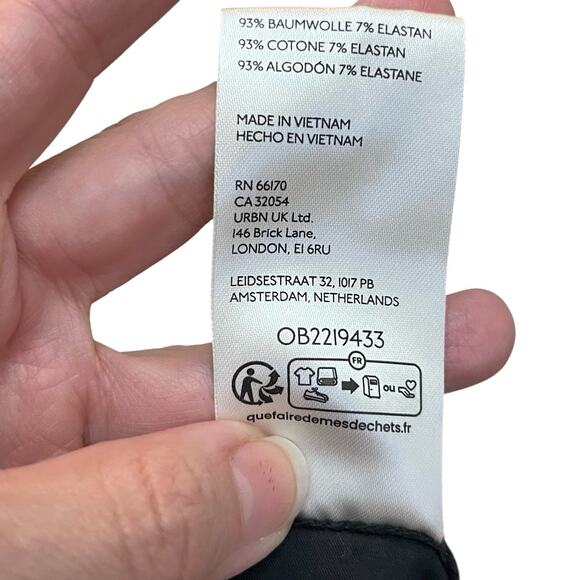 93% BAUMWOLLE 7% ELASTAN
93% COTONE 7% ELASTAN
93% ALGODÓN 7% ELASTANE
MADE IN VIETNAM
HECHO EN VIETNAM
RN 66170
CA 32054
URBN UK Ltd.
146 Brick Lane,
LONDON, E1 6RU
LEIDSESTRAAT 32, 1017 PB
AMSTERDAM, NETHERLANDS
OB2219433
FR
ou
quefairedemesdechets.fr